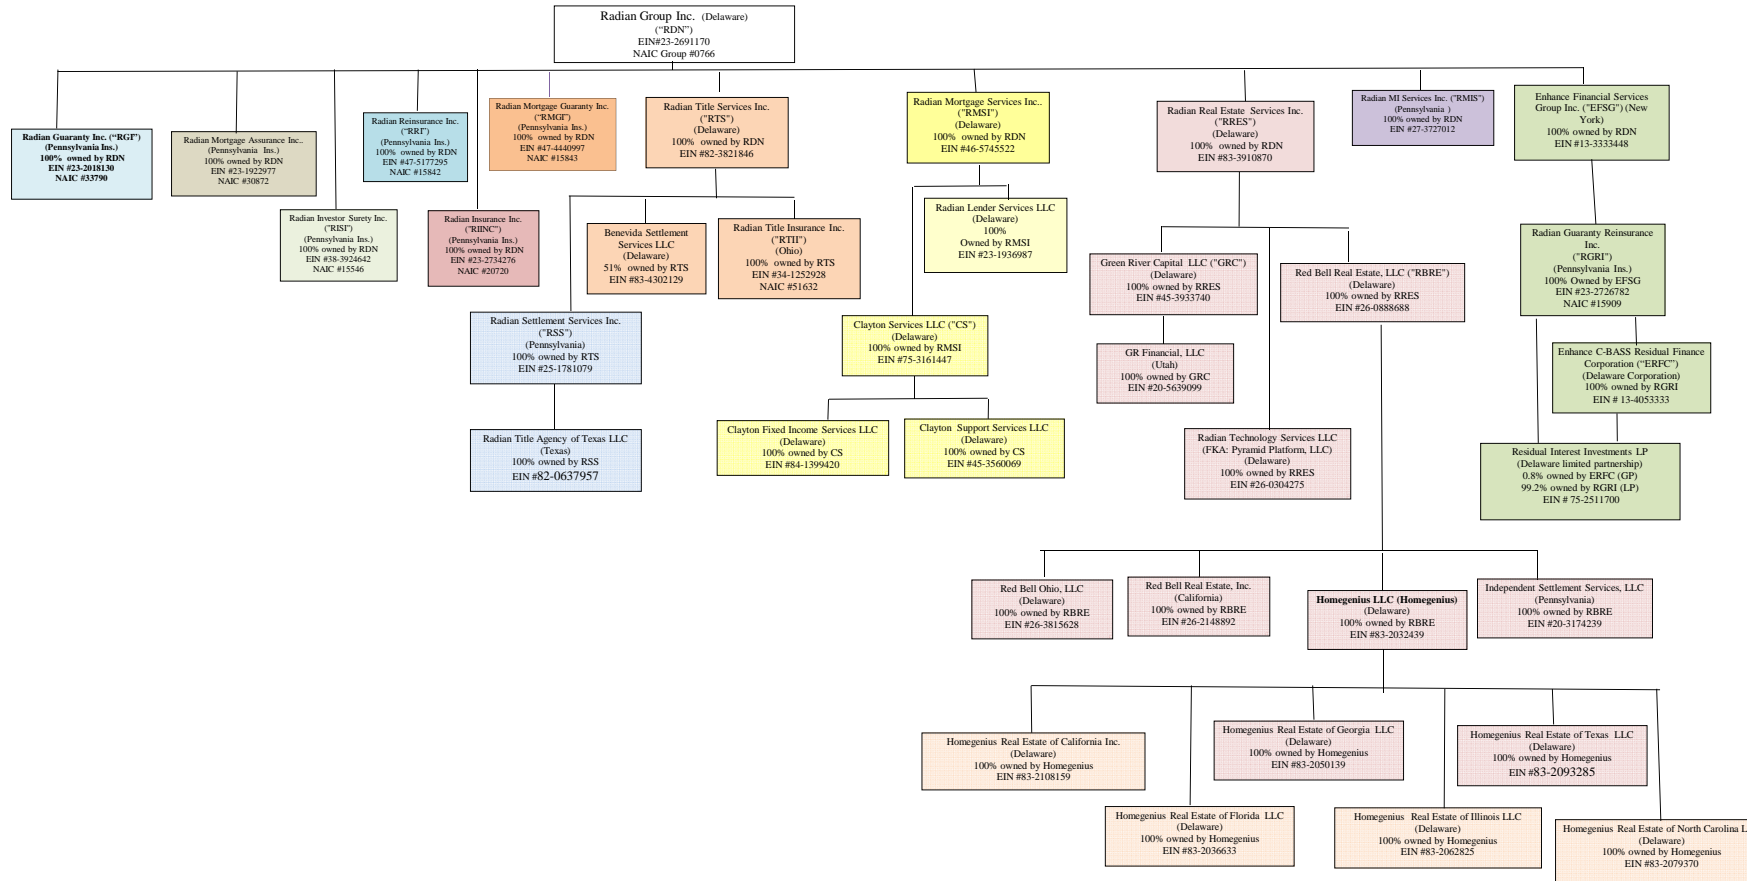 Radian Group Inc. (Delaware)
(“RDN”)
EIN#23-2691170
NAIC Group #0766
Radian Guaranty Inc. (“RGI”)
(Pennsylvania Ins.)
100% owned by RDN
EIN #23-2018130
NAIC #33790
Radian Mortgage Assurance Inc..
(Pennsylvania Ins.)
100% owned by RDN
EIN #23-1922977
NAIC #30872
Radian Investor Surety Inc.
("RISI")
(Pennsylvania Ins.)
100% owned by RDN
EIN #38-3924642
NAIC #15546
Radian Reinsurance Inc.
(“RRI”)
(Pennsylvania Ins.)
100% owned by RDN
EIN #47-5177295
NAIC #15842
Radian Insurance Inc.
("RIINC")
(Pennsylvania Ins.)
100% owned by RDN
EIN #23-2734276
NAIC #20720
Radian Mortgage Guaranty Inc.
(“RMGI”)
(Pennsylvania Ins.)
100% owned by RDN
EIN #47-4440997
NAIC #15843
Radian Title Services Inc.
("RTS")
(Delaware)
100% owned by RDN
EIN #82-3821846
Radian Mortgage Services Inc..
("RMSI")
(Delaware)
100% owned by RDN
EIN #46-5745522
Radian Real Estate Services Inc.
("RRES")
(Delaware)
100% owned by RDN
EIN #83-3910870
Radian MI Services Inc. ("RMIS")
(Pennsylvania )
100% owned by RDN
EIN #27-3727012
Enhance Financial Services
Group Inc. ("EFSG") (New
York)
100% owned by RDN
EIN #13-3333448
Benevida Settlement
Services LLC
(Delaware)
51% owned by RTS
EIN #83-4302129
Radian Title Insurance Inc.
("RTII")
(Ohio)
100% owned by RTS
EIN #34-1252928
NAIC #51632
Radian Lender Services LLC
(Delaware)
100%
Owned by RMSI
EIN #23-1936987
Green River Capital LLC ("GRC")
(Delaware)
100% owned by RRES
EIN #45-3933740
Red Bell Real Estate, LLC ("RBRE")
(Delaware)
100% owned by RRES
EIN #26-0888688
Radian Guaranty Reinsurance
Inc.
("RGRI")
(Pennsylvania Ins.)
100% Owned by EFSG
EIN #23-2726782
NAIC #15909
Radian Settlement Services Inc.
("RSS")
(Pennsylvania)
100% owned by RTS
EIN #25-1781079
Clayton Services LLC ("CS")
(Delaware)
100% owned by RMSI
EIN #75-3161447
GR Financial, LLC
(Utah)
100% owned by GRC
EIN #20-5639099
Enhance C-BASS Residual Finance
Corporation (“ERFC”)
(Delaware Corporation)
100% owned by RGRI
EIN # 13-4053333
Radian Title Agency of Texas LLC
(Texas)
100% owned by RSS
EIN #82-0637957
Clayton Fixed Income Services LLC
(Delaware)
100% owned by CS
EIN #84-1399420
Clayton Support Services LLC
(Delaware)
100% owned by CS
EIN #45-3560069
Radian Technology Services LLC
(FKA: Pyramid Platform, LLC)
(Delaware)
100% owned by RRES
EIN #26-0304275
Residual Interest Investments LP
(Delaware limited partnership)
0.8% owned by ERFC (GP)
99.2% owned by RGRI (LP)
EIN # 75-2511700
Red Bell Ohio, LLC
(Delaware)
100% owned by RBRE
EIN #26-3815628
Red Bell Real Estate, Inc.
(California)
100% owned by RBRE
EIN #26-2148892
Homegenius LLC (Homegenius)
(Delaware)
100% owned by RBRE
EIN #83-2032439
Independent Settlement Services, LLC
(Pennsylvania)
100% owned by RBRE
EIN #20-3174239
Homegenius Real Estate of California Inc.
(Delaware)
100% owned by Homegenius
EIN #83-2108159
Homegenius Real Estate of Georgia LLC
(Delaware)
100% owned by Homegenius
EIN #83-2050139
Homegenius Real Estate of Texas LLC
(Delaware)
100% owned by Homegenius
EIN #83-2093285
Homegenius Real Estate of Florida LLC
(Delaware)
100% owned by Homegenius
EIN #83-2036633
Homegenius Real Estate of Illinois LLC
(Delaware)
100% owned by Homegenius
EIN #83-2062825
Homegenius Real Estate of North Carolina
(Delaware)
100% owned by Homegenius
EIN #83-2079370